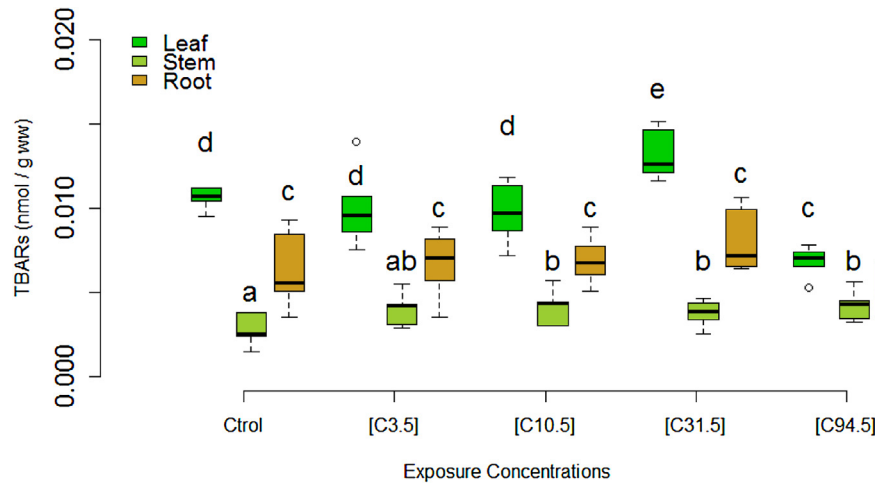 0.020
0.010
0.000
TBARs (nmol / g ww)
Leaf
Stem
Root
d
a
c
d
ab
c
d
b
c
e
b
c
c
b
Ctrol
[C3.5]
[C10.5]
[C31.5]
[C94.5]
Exposure Concentrations